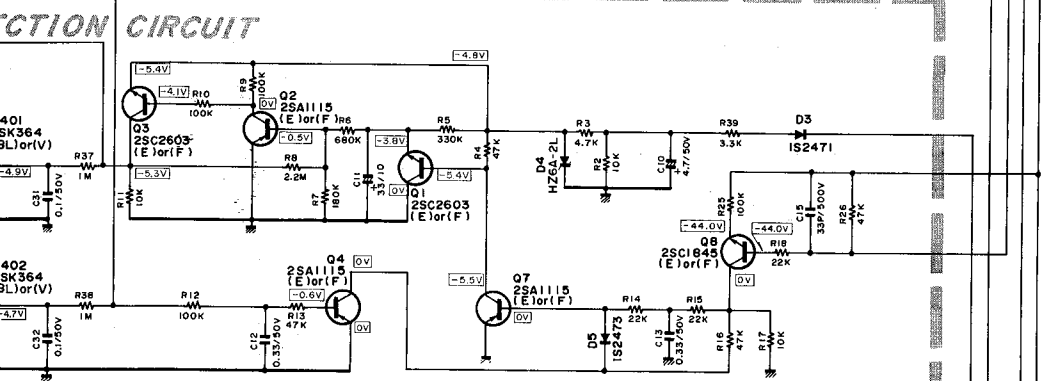 CTION CIRCUIT
-4.8V
-5.4V
-4.1V
R10
100K
R9
100K
0V
Q2
2SA1115
(E)or(F)
-0.5V
R6
680K
R5
330K
-3.8V
R4
47K
R3
4.7K
R39
3.3K
D3
1S2471
401
SK364
BL)or(V)
Q3
2SC2603
(E)or(F)
R37
1M
-4.9V
-5.3V
C31
0.1/50V
R11
10K
R8
2.2M
R7
180K
C11
33/10
+
0V
-5.4V
Q1
2SC2603
(E)or(F)
D4
HZ6A-2L
R2
10K
C10
4.7/50V
+
R25
100K
C15
33P/500V
R26
47K
-44.0V
-44.0V
Q8
2SC1845
(E)or(F)
R18
22K
0V
402
SK364
BL)or(V)
R38
1M
-4.7V
C32
0.1/50V
R12
100K
C12
0.33/50V
Q4
2SA1115
(E)or(F)
0V
-0.6V
R13
47K
0V
-5.5V
Q7
2SA1115
(E)or(F)
0V
D5
1S2473
R14
22K
C13
0.33/50V
R15
22K
R16
47K
R17
10K